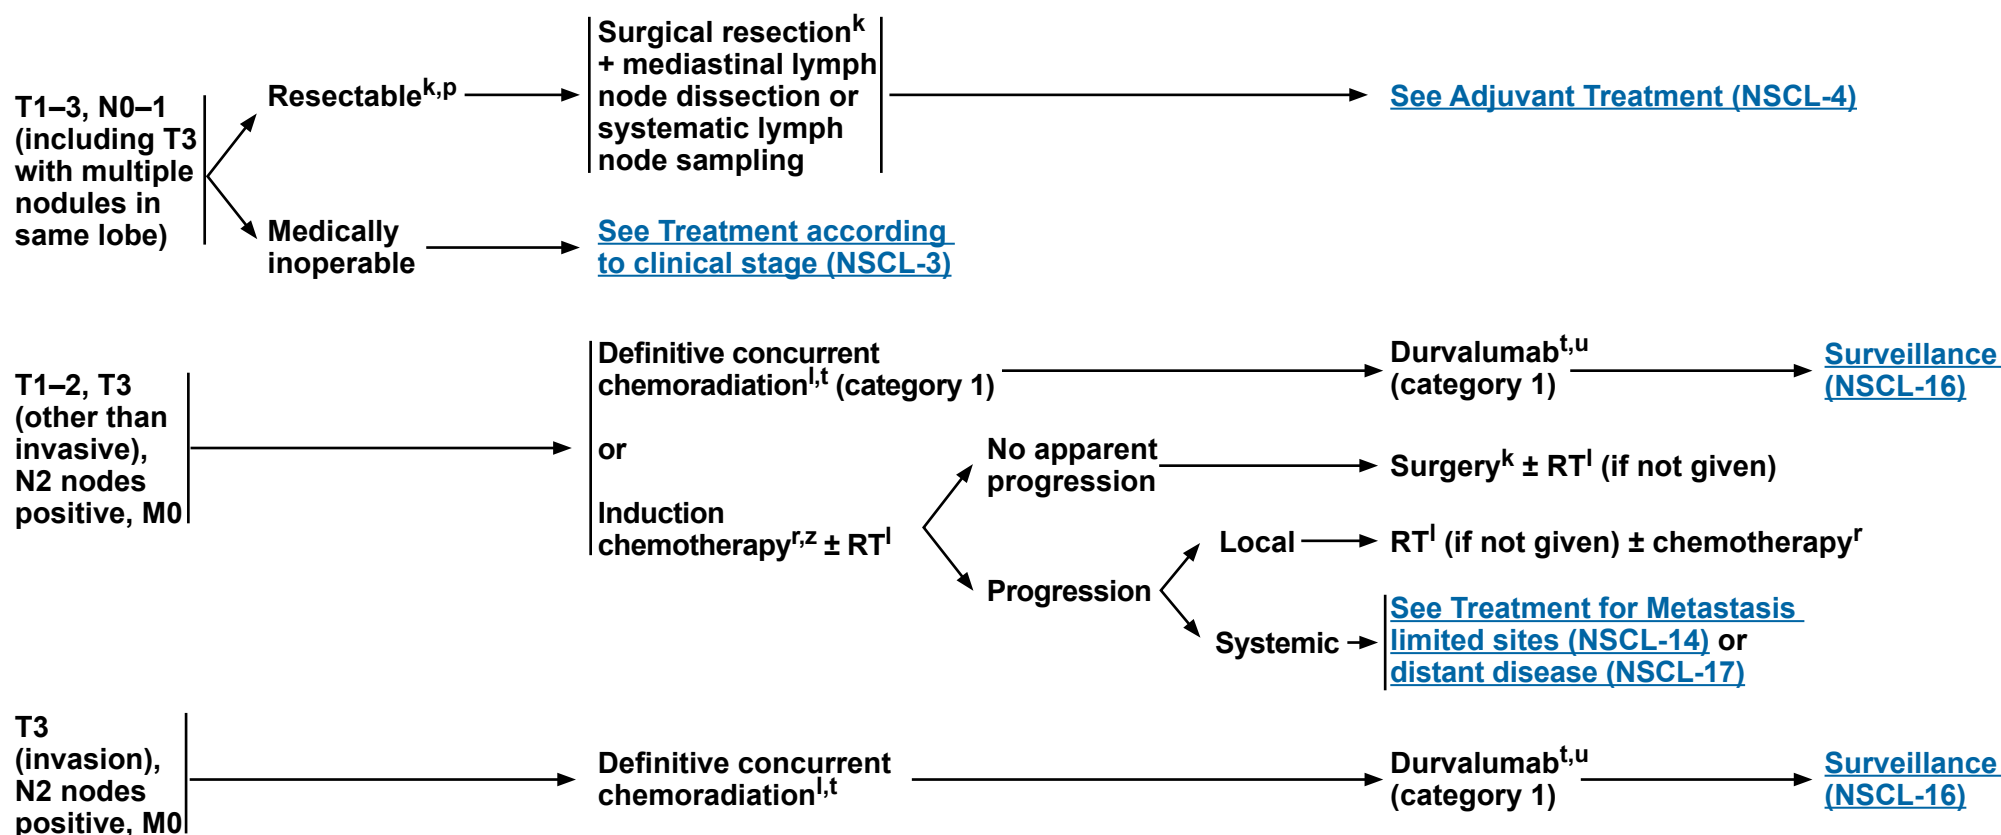 T1–3, N0–1
(including T3
with multiple
nodules in
same lobe)
Resectablek,p
Surgical resectionk
+ mediastinal lymph
node dissection or
systematic lymph
node sampling
See Adjuvant Treatment (NSCL-4)
Medically
inoperable
See Treatment according
to clinical stage (NSCL-3)
T1–2, T3
(other than
invasive),
N2 nodes
positive, M0
Definitive concurrent
chemoradiationl,t (category 1)
Durvalumabt,u
(category 1)
Surveillance
(NSCL-16)
or
Induction
chemotherapyr,z ± RTl
No apparent
progression
Surgeryk ± RTl (if not given)
Progression
Local
RTl (if not given) ± chemotherapyr
Systemic
See Treatment for Metastasis
limited sites (NSCL-14) or
distant disease (NSCL-17)
T3
(invasion),
N2 nodes
positive, M0
Definitive concurrent
chemoradiationl,t
Durvalumabt,u
(category 1)
Surveillance
(NSCL-16)